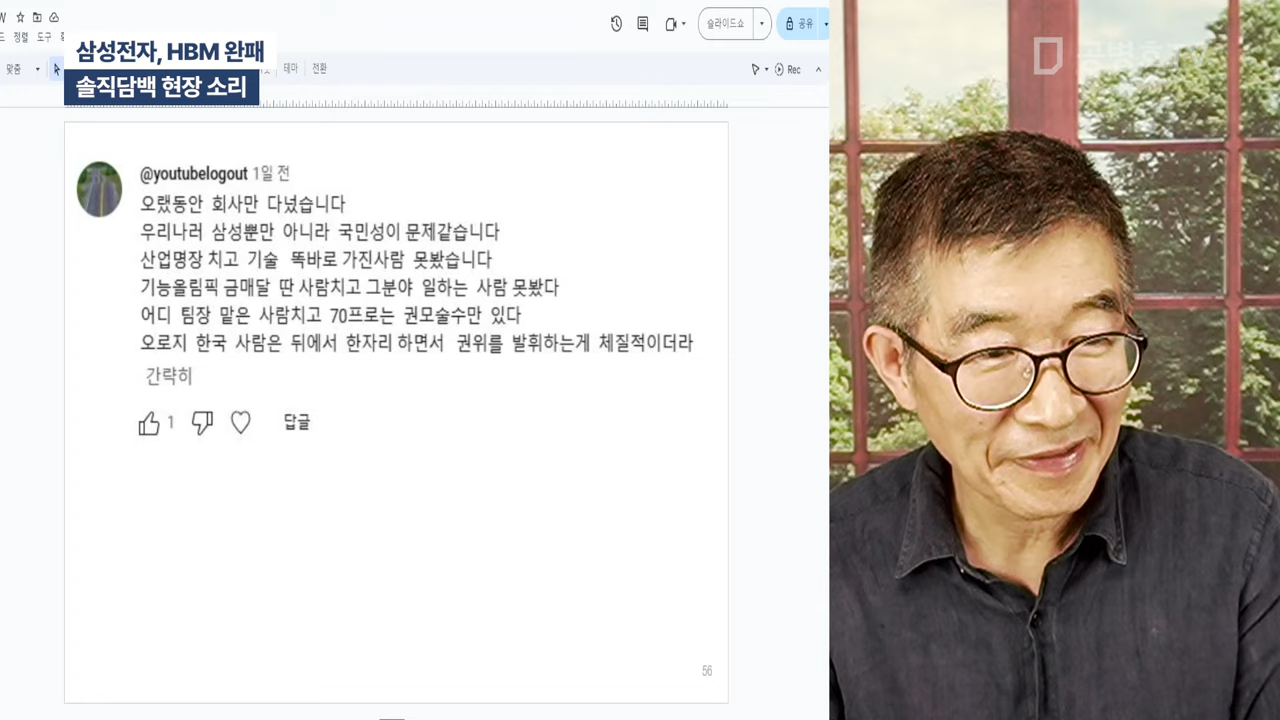 정렬 도구
슬라이드쇼
공유
삼성전자, HBM 완패
솔직담백 현장 소리
맞춤
테마
전환
Rec
@youtubelogout 1일 전
오랬동안 회사만 다넜습니다
우리나러 삼성뿐만 아니라 국민성이 문제같습니다
산업명장 치고 기술 똑바로 가진사람 못봤습니다
기능올림픽 금매달 딴 사람치고 그분야 일하는 사람 못봤다
어디 팀장 맡은 사람치고 70프로는 권모술수만 있다
오로지 한국 사람은 뒤에서 한자리 하면서 권위를 발휘하는게 체질적이더라
간략히
1
답글
56